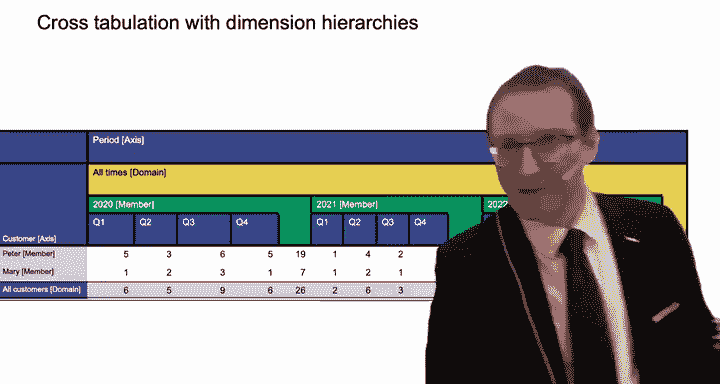 Cross tabulation with dimension hierarchies
Period [Axis]
All times [Domain]
2020 [Member] 2021 [Member] 2022
Q1 Q2 Q3 Q4 Q1 Q2 Q3 Q4
Customer [Axis]
Peter [Member] 5 3 6 5 19 1 4 2
Mary [Member] 1 2 3 1 7 1 2 1
All customers [Domain] 6 5 9 6 26 2 6 3